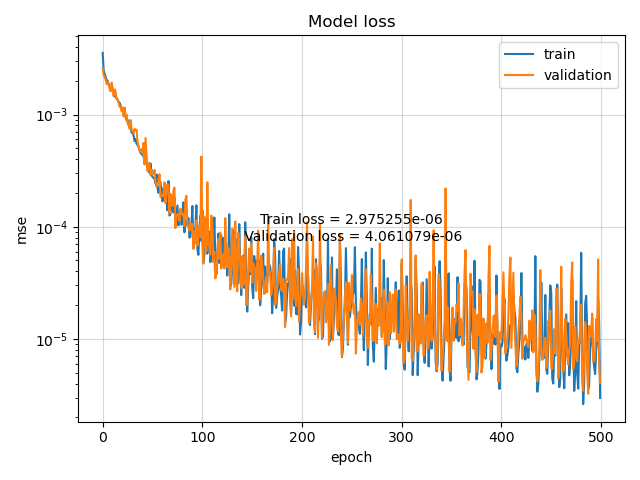 Model loss
train
validation
10⁻³
10⁻⁴
10⁻⁵
mse
Train loss = 2.975255e-06
Validation loss = 4.061079e-06
0 100 200 300 400 500
epoch